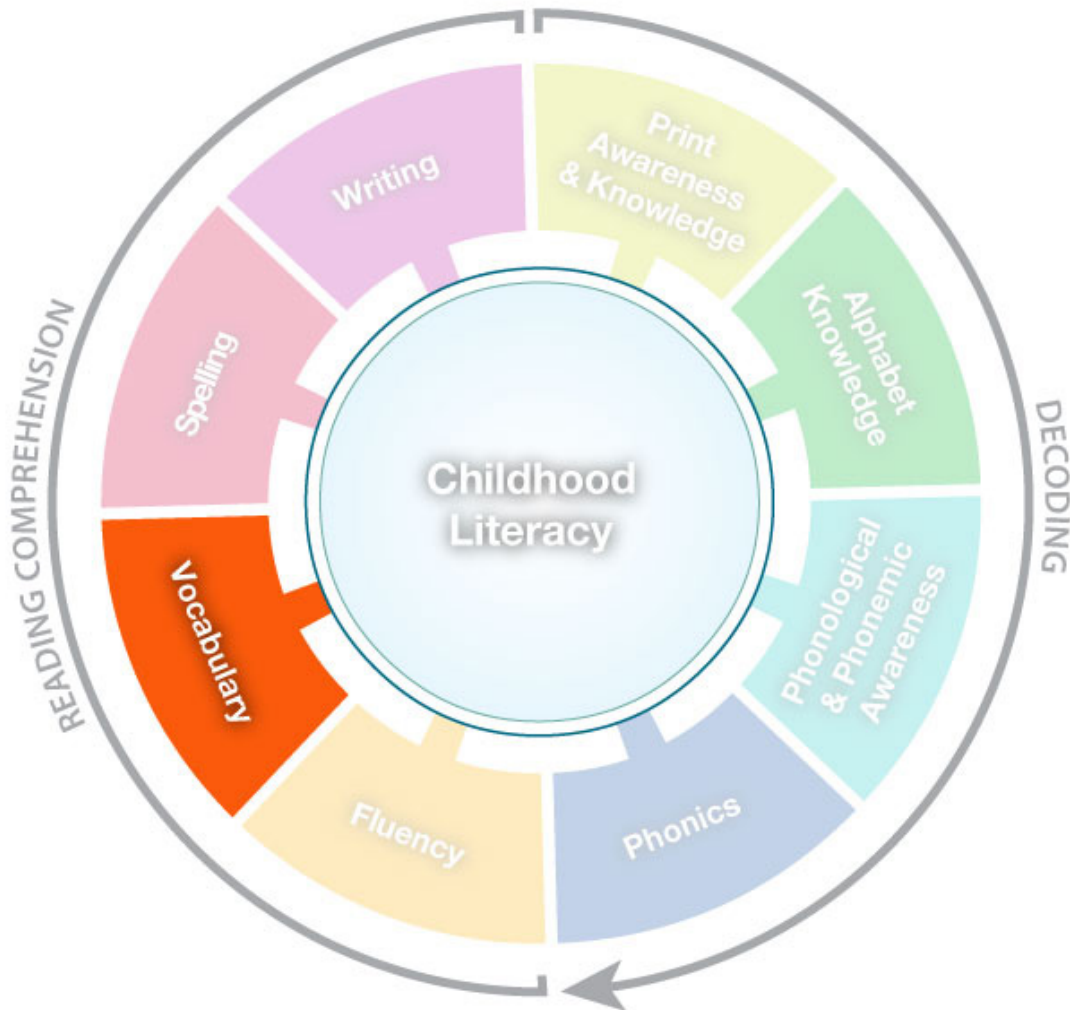 Print
Awareness
& Knowledge
Alphabet
Knowledge
Phonological
& Phonemic
Awareness
Phonics
Fluency
Vocabulary
Spelling
Writing
Childhood
Literacy
DECODING
READING COMPREHENSION